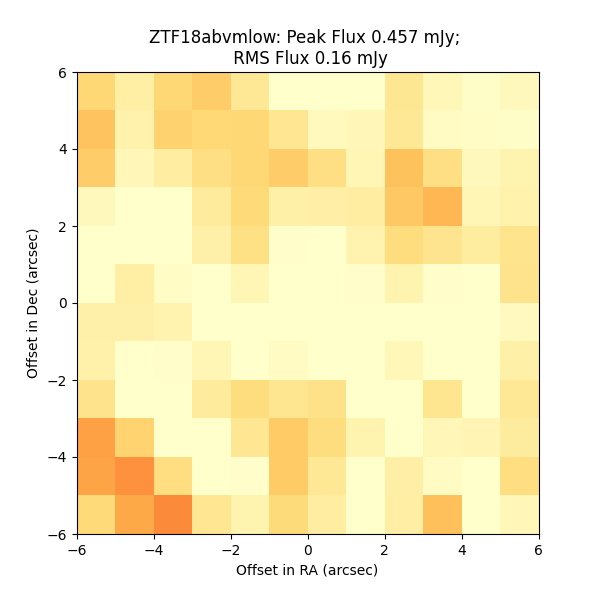 ZTF18abvmlow: Peak Flux 0.457 mJy;
RMS Flux 0.16 mJy
6
4
2
0
−2
−4
−6
Offset in Dec (arcsec)
−6 −4 −2 0 2 4 6
Offset in RA (arcsec)